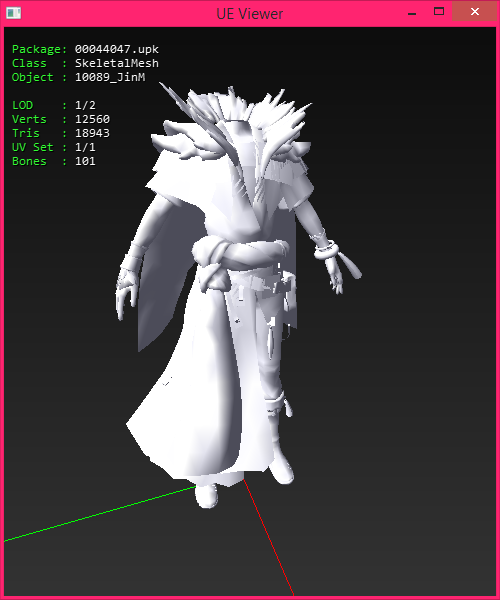 UE Viewer
Package: 00044047.upk
Class : SkeletalMesh
Object : 10089_JinM
LOD : 1/2
Verts : 12560
Tris : 18943
UV Set : 1/1
Bones : 101